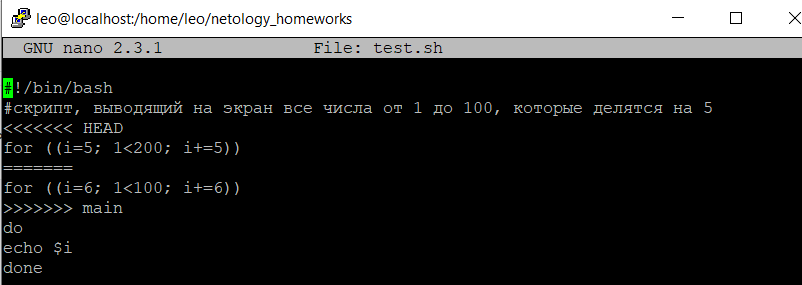 leo@localhost:/home/leo/netology_homeworks
GNU nano 2.3.1 File: test.sh
#!/bin/bash
#скрипт, выводящий на экран все числа от 1 до 100, которые делятся на 5
<<<<<<< HEAD
for ((i=5; 1<200; i+=5))
=======
for ((i=6; 1<100; i+=6))
>>>>>>> main
do
echo $i
done